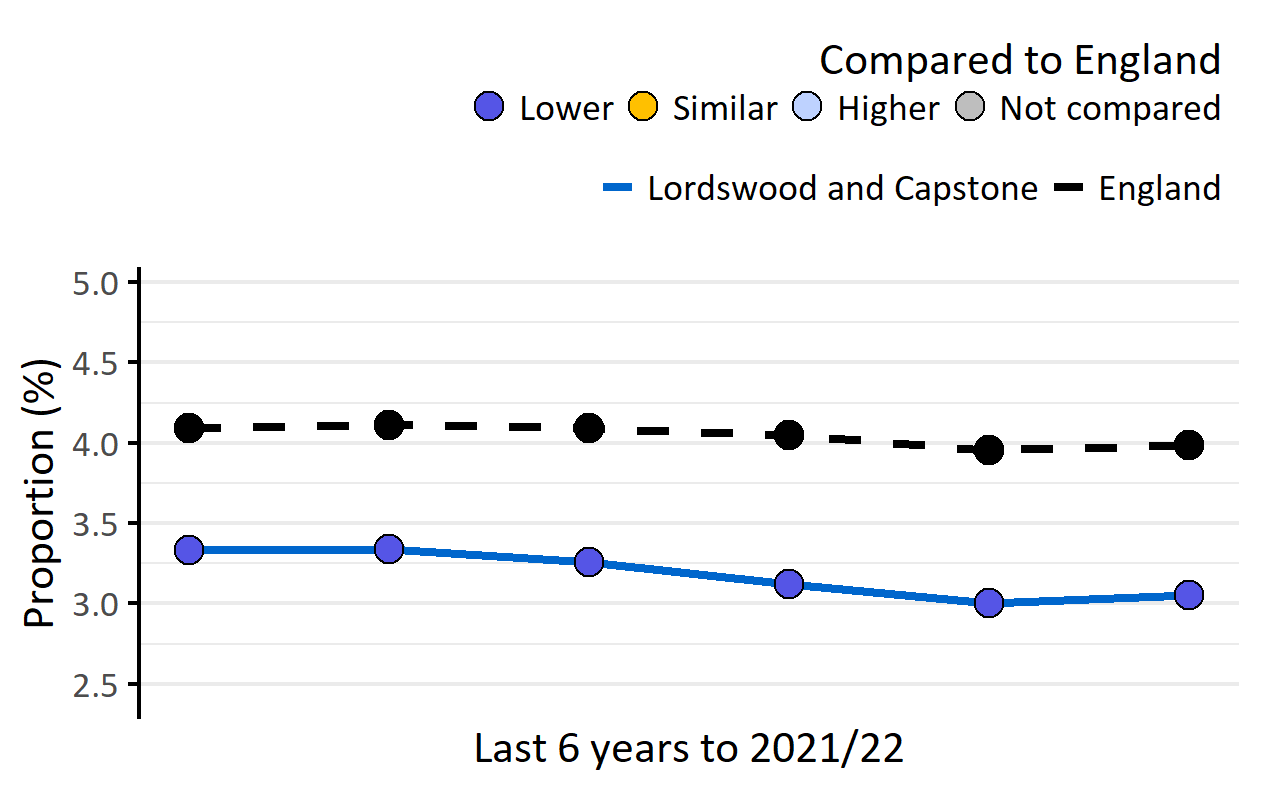 Compared to England
Lower Similar Higher Not compared
Lordswood and Capstone England
Proportion (%)
5.0
4.5
4.0
3.5
3.0
2.5
Last 6 years to 2021/22